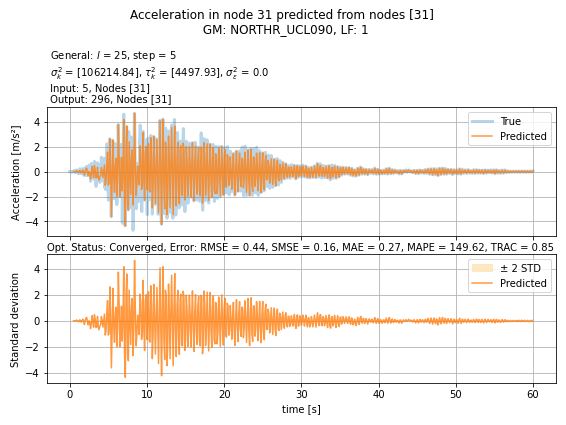 Acceleration in node 31 predicted from nodes [31]
GM: NORTHR_UCL090, LF: 1
General: l = 25, step = 5
σ²ₖ = [106214.84], τ²ₖ = [4497.93], σ²ₑ = 0.0
Input: 5, Nodes [31]
Output: 296, Nodes [31]
Acceleration [m/s²]
4
2
0
−2
−4
True
Predicted
Opt. Status: Converged, Error: RMSE = 0.44, SMSE = 0.16, MAE = 0.27, MAPE = 149.62, TRAC = 0.85
Standard deviation
4
2
0
−2
−4
± 2 STD
Predicted
0 10 20 30 40 50 60
time [s]